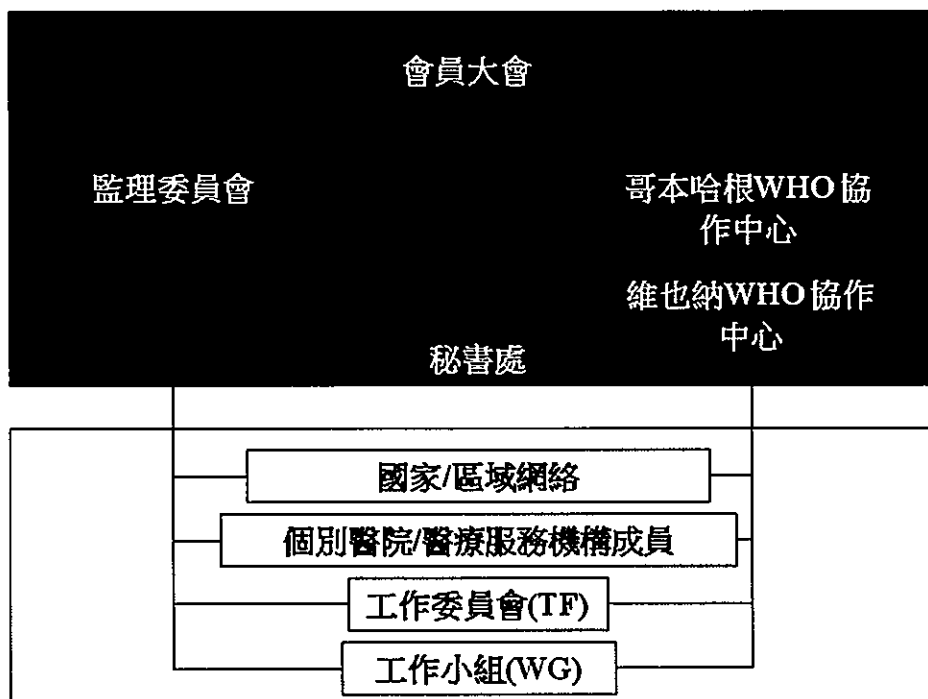 會員大會
監理委員會
哥本哈根WHO協
作中心
維也納WHO協作
中心
秘書處
國家/區域網絡
個別醫院/醫療服務機構成員
工作委員會(TF)
工作小組(WG)